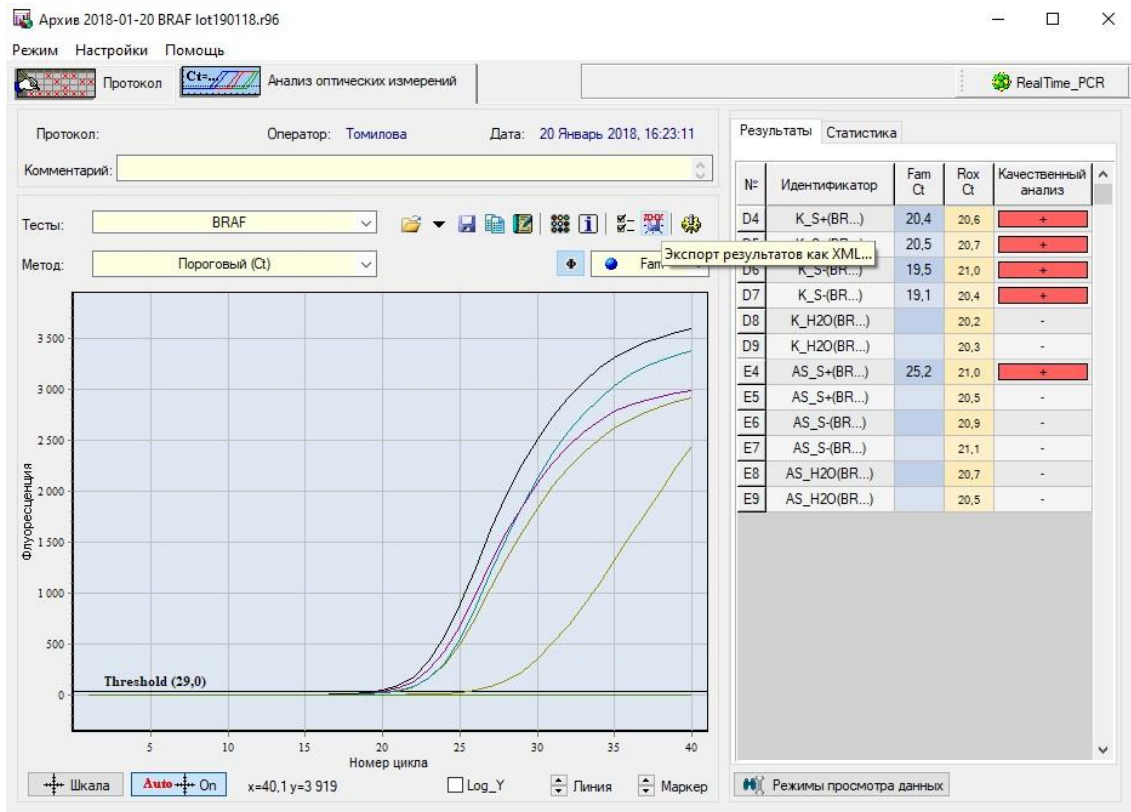 Архив 2018-01-20 BRAF lot190118.r96
Режим Настройки Помощь
Протокол Ct=... Анализ оптических измерений RealTime_PCR
Протокол: Оператор: Томилова Дата: 20 Январь 2018, 16:23:11
Комментарий:
Результаты Статистика
№ Идентификатор Fam Ct Rox Ct Качественный анализ
Тесты: BRAF
Метод: Пороговый (Ct) Fam
Экспорт результатов как XML...
D4 K_S+(BR...) 20,4 20,6 +
20,5 20,7 +
D6 K_S-(BR...) 19,5 21,0 +
D7 K_S-(BR...) 19,1 20,4 +
D8 K_H2O(BR...) 20,2 -
D9 K_H2O(BR...) 20,3 -
E4 AS_S+(BR...) 25,2 21,0 +
E5 AS_S+(BR...) 20,5 -
E6 AS_S-(BR...) 20,9 -
E7 AS_S-(BR...) 21,1 -
E8 AS_H2O(BR...) 20,7 -
E9 AS_H2O(BR...) 20,5 -
Флуоресценция
3 500
3 000
2 500
2 000
1 500
1 000
500
0
Threshold (29,0)
5 10 15 20 25 30 35 40
Номер цикла
Шкала Auto On x=40,1 y=3 919 Log_Y Линия Маркер
Режимы просмотра данных